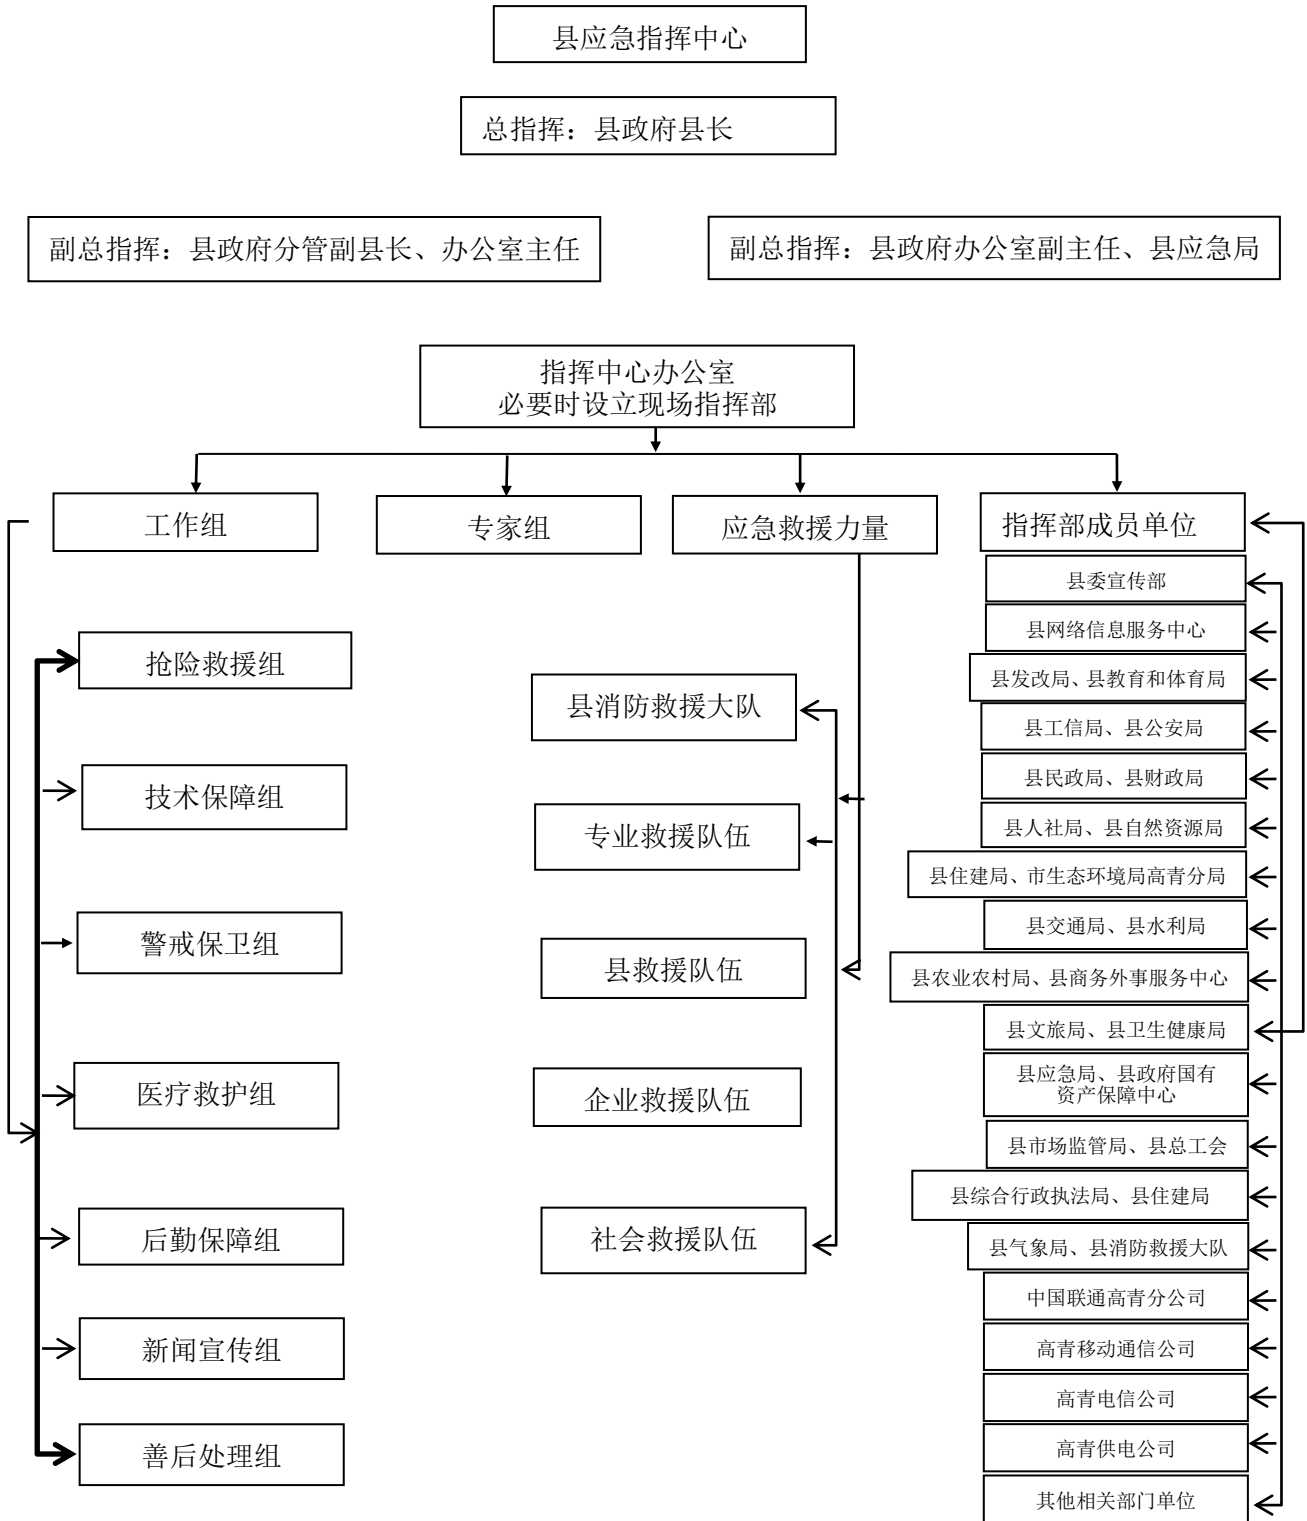 县应急指挥中心
总指挥：县政府县长
副总指挥：县政府分管副县长、办公室主任
副总指挥：县政府办公室副主任、县应急局
指挥中心办公室
必要时设立现场指挥部
工作组
专家组
应急救援力量
指挥部成员单位
抢险救援组
技术保障组
警戒保卫组
医疗救护组
后勤保障组
新闻宣传组
善后处理组
县消防救援大队
专业救援队伍
县救援队伍
企业救援队伍
社会救援队伍
县委宣传部
县网络信息服务中心
县发改局、县教育和体育局
县工信局、县公安局
县民政局、县财政局
县人社局、县自然资源局
县住建局、市生态环境局高青分局
县交通局、县水利局
县农业农村局、县商务外事服务中心
县文旅局、县卫生健康局
县应急局、县政府国有
资产保障中心
县市场监管局、县总工会
县综合行政执法局、县住建局
县气象局、县消防救援大队
中国联通高青分公司
高青移动通信公司
高青电信公司
高青供电公司
其他相关部门单位